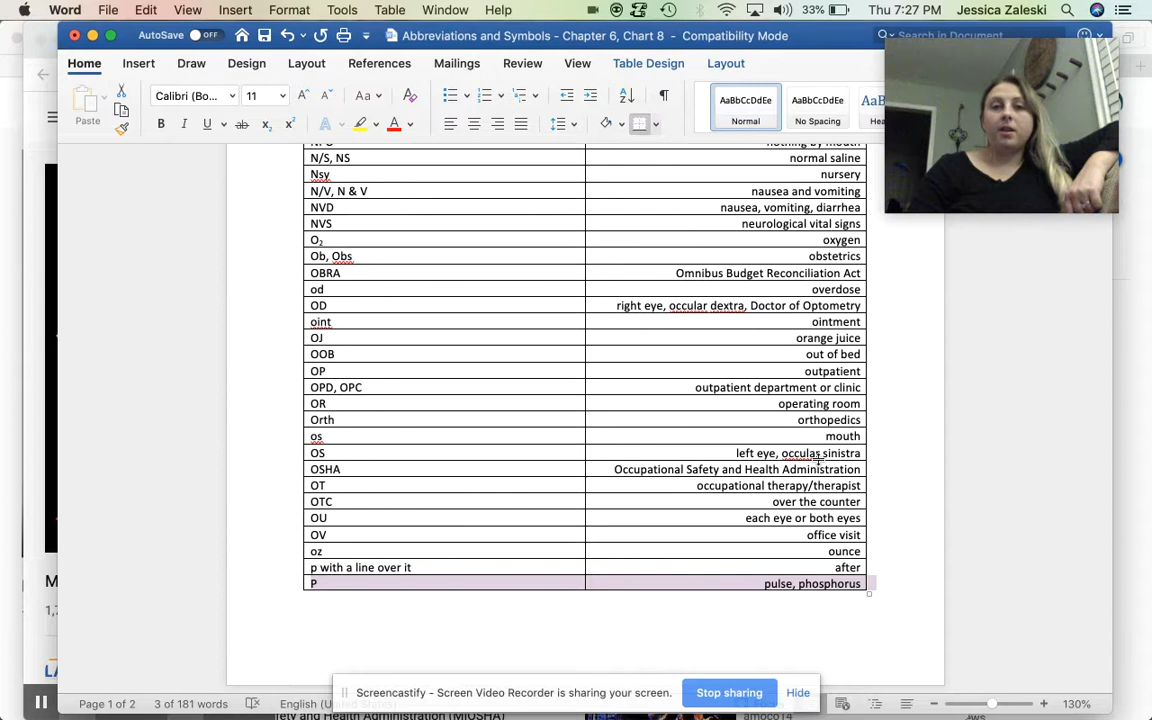 Word File Edit View Insert Format Tools Table Window Help 33% Thu 7:27 PM Jessica Zaleski
AutoSave OFF Abbreviations and Symbols - Chapter 6, Chart 8 - Compatibility Mode Search in Document
Home Insert Draw Design Layout References Mailings Review View Table Design Layout
Calibri (Bo... 11 Aa AaBbCcDdEe AaBbCcDdEe
Paste B I U ab X₂ X² A A Normal No Spacing
N/S, NS normal saline
Nsy nursery
N/V, N & V nausea and vomiting
NVD nausea, vomiting, diarrhea
NVS neurological vital signs
O₂ oxygen
Ob, Obs obstetrics
OBRA Omnibus Budget Reconciliation Act
od overdose
OD right eye, occular dextra, Doctor of Optometry
oint ointment
OJ orange juice
OOB out of bed
OP outpatient
OPD, OPC outpatient department or clinic
OR operating room
Orth orthopedics
os mouth
OS left eye, occulas sinistra
OSHA Occupational Safety and Health Administration
OT occupational therapy/therapist
OTC over the counter
OU each eye or both eyes
OV office visit
oz ounce
p with a line over it after
P pulse, phosphorus
Screencastify - Screen Video Recorder is sharing your screen. Stop sharing Hide
Page 1 of 2 3 of 181 words English 130%